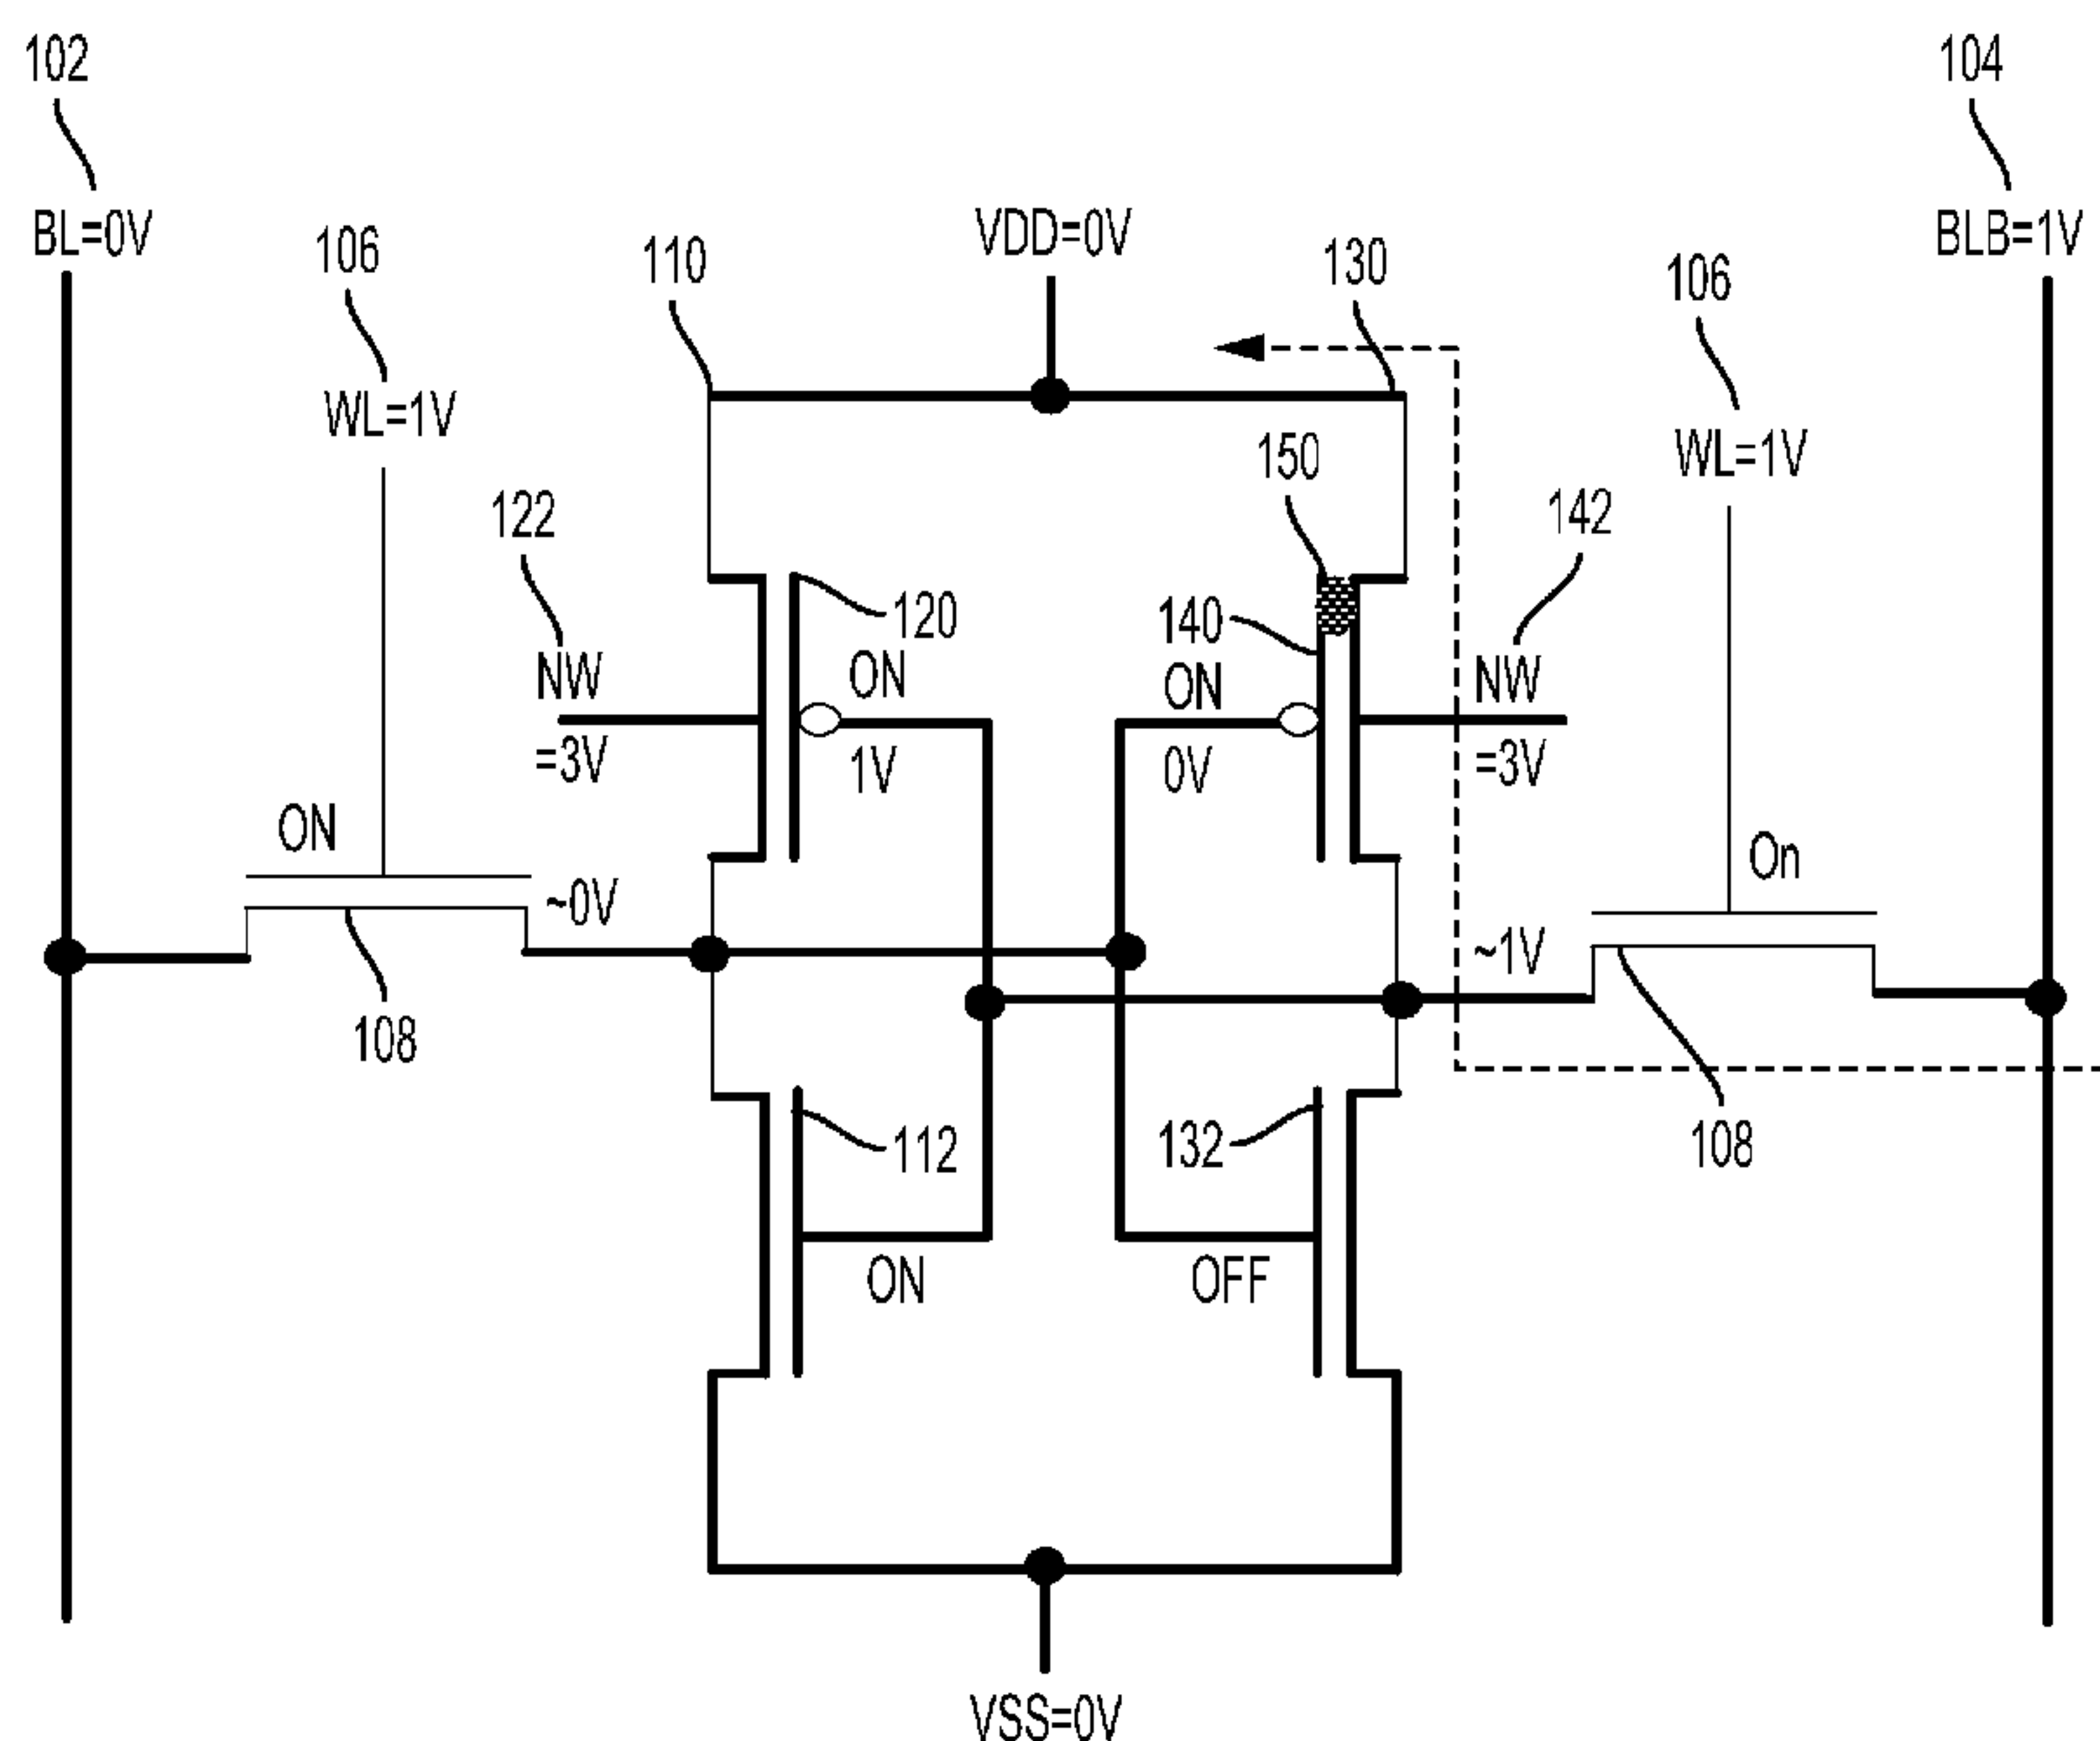 102
104
BL=0V
VDD=0V
BLB=1V
106
110
130
106
WL=1V
150
WL=1V
122
142
120
140
NW
ON
ON
NW
=3V
1V
0V
=3V
ON
On
~0V
~1V
108
112
132
108
ON
OFF
VSS=0V